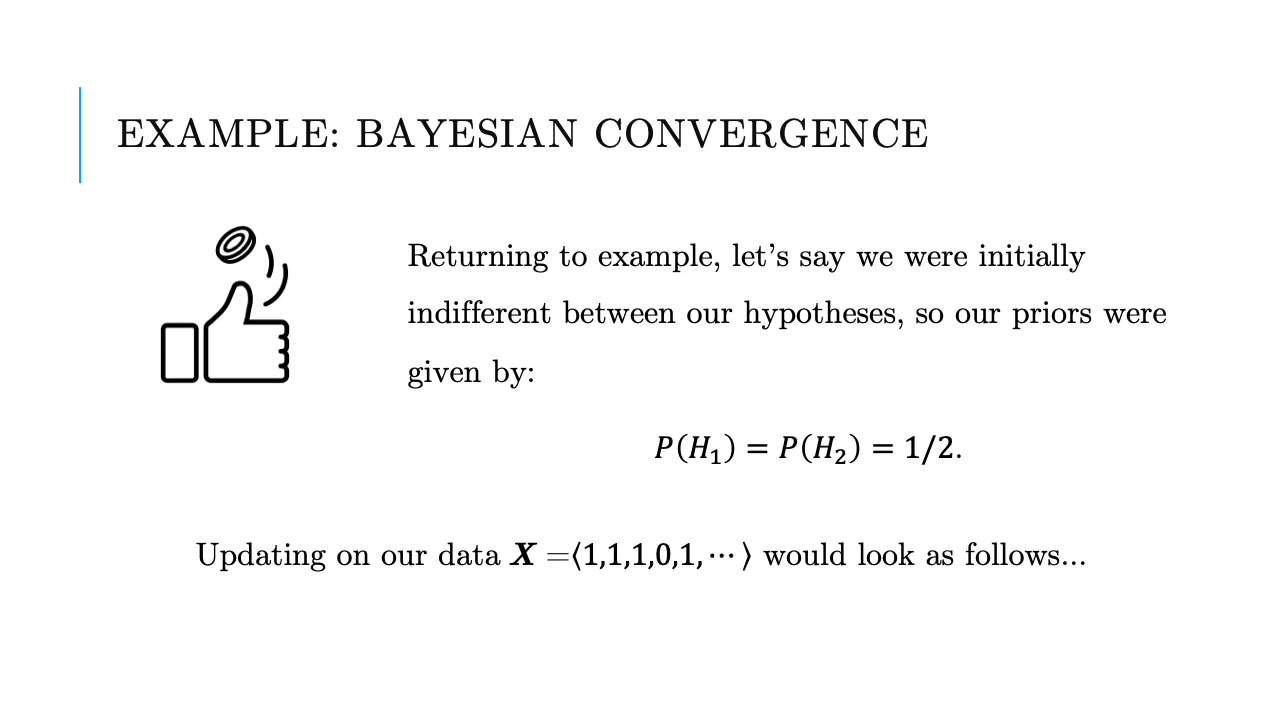 EXAMPLE: BAYESIAN CONVERGENCE
Returning to example, let’s say we were initially
indifferent between our hypotheses, so our priors were
given by:
𝑃(𝐻₁) = 𝑃(𝐻₂) = 1/2.
Updating on our data 𝑿 =⟨1,1,1,0,1, ⋯ ⟩ would look as follows…